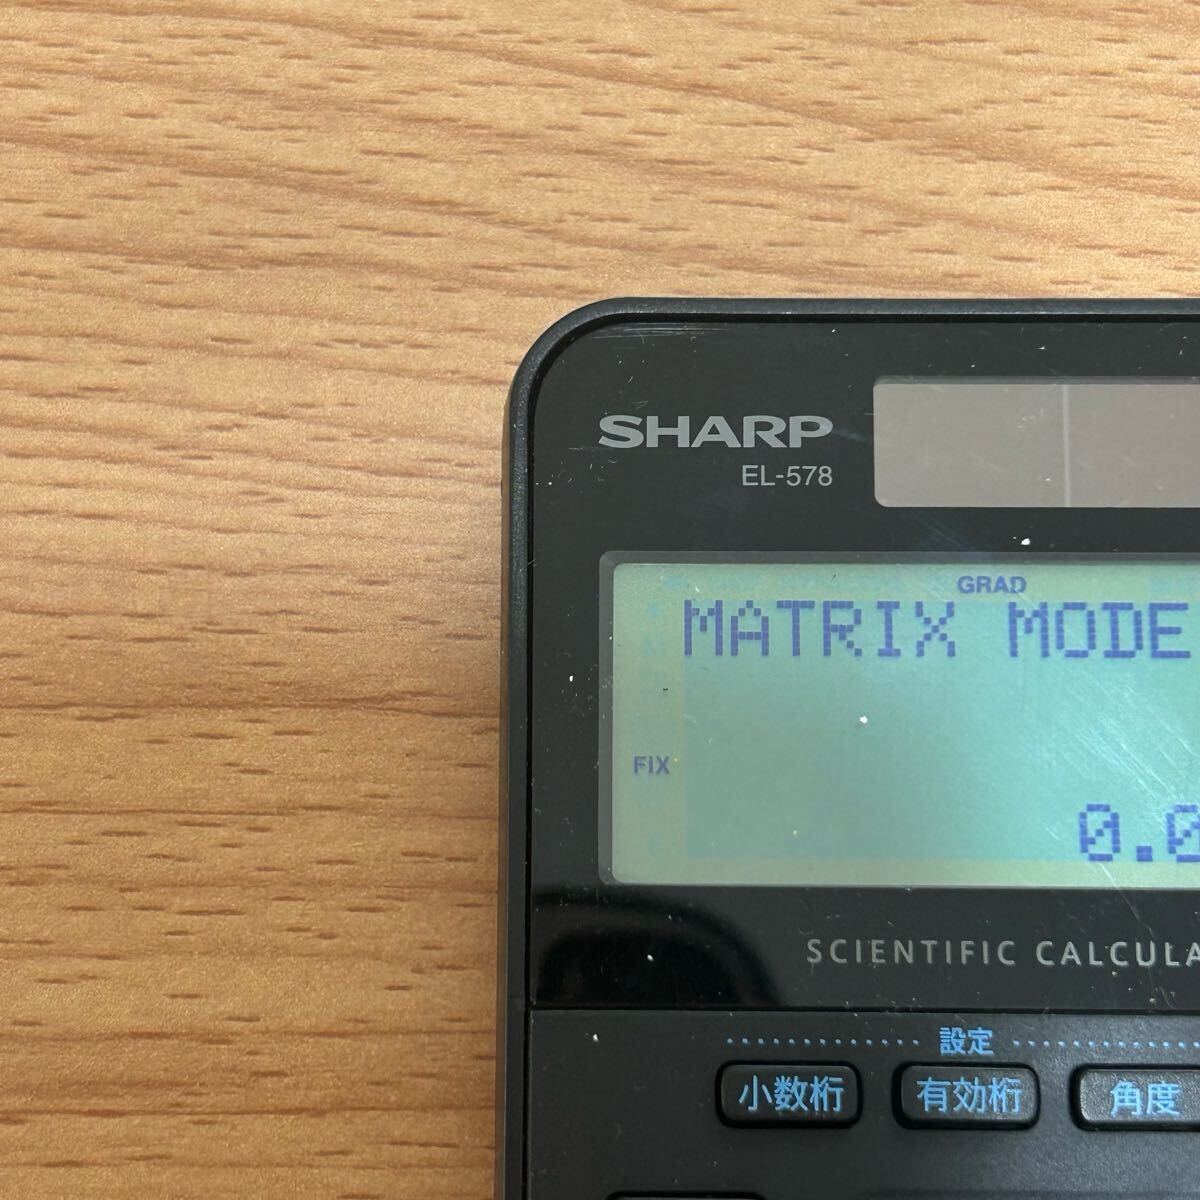 SHARP
EL-578
GRAD
MATRIX MODE
FIX
0.0
SCIENTIFIC CALCULA
設定
小数桁 有効桁 角度